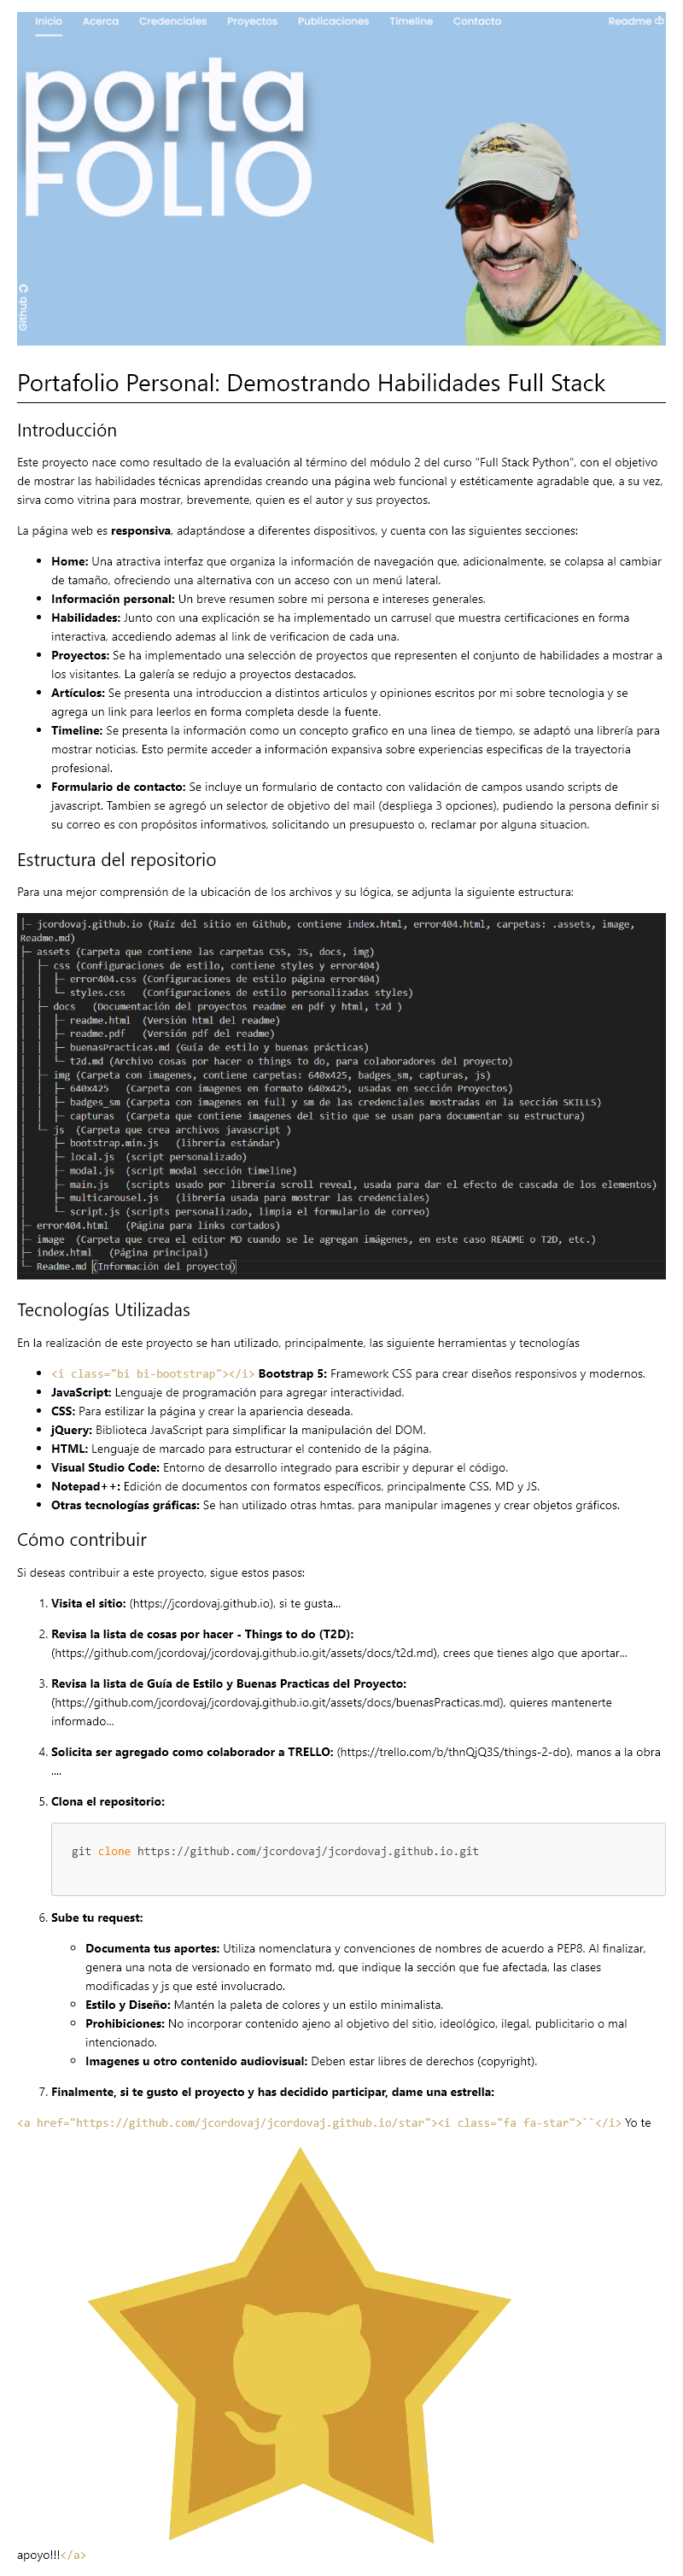 Inicio Acerca Credenciales Proyectos Publicaciones Timeline Contacto Readme
porta
FOLIO
Github
Portafolio Personal: Demostrando Habilidades Full Stack
Introducción
Este proyecto nace como resultado de la evaluación al término del módulo 2 del curso "Full Stack Python", con el objetivo
de mostrar las habilidades técnicas aprendidas creando una página web funcional y estéticamente agradable que, a su vez,
sirva como vitrina para mostrar, brevemente, quien es el autor y sus proyectos.
La página web es responsiva, adaptándose a diferentes dispositivos, y cuenta con las siguientes secciones:
• Home: Una atractiva interfaz que organiza la información de navegación que, adicionalmente, se colapsa al cambiar
de tamaño, ofreciendo una alternativa con un acceso con un menú lateral.
• Información personal: Un breve resumen sobre mi persona e intereses generales.
• Habilidades: Junto con una explicación se ha implementado un carrusel que muestra certificaciones en forma
interactiva, accediendo ademas al link de verificacion de cada una.
• Proyectos: Se ha implementado una selección de proyectos que representen el conjunto de habilidades a mostrar a
los visitantes. La galería se redujo a proyectos destacados.
• Artículos: Se presenta una introduccion a distintos articulos y opiniones escritos por mi sobre tecnologia y se
agrega un link para leerlos en forma completa desde la fuente.
• Timeline: Se presenta la información como un concepto grafico en una linea de tiempo, se adaptó una librería para
mostrar noticias. Esto permite acceder a información expansiva sobre experiencias especificas de la trayectoria
profesional.
• Formulario de contacto: Se incluye un formulario de contacto con validación de campos usando scripts de
javascript. Tambien se agregó un selector de objetivo del mail (despliega 3 opciones), pudiendo la persona definir si
su correo es con propósitos informativos, solicitando un presupuesto o, reclamar por alguna situacion.
Estructura del repositorio
Para una mejor comprensión de la ubicación de los archivos y su lógica, se adjunta la siguiente estructura:
├─ jcordovaj.github.io (Raíz del sitio en Github, contiene index.html, error404.html, carpetas: .assets, image,
Readme.md)
├─ assets (Carpeta que contiene las carpetas CSS, JS, docs, img)
│ ├─ css (Configuraciones de estilo, contiene styles y error404)
│ │ ├─ error404.css (Configuraciones de estilo página error404)
│ │ └─ styles.css (Configuraciones de estilo personalizadas styles)
│ ├─ docs (Documentación del proyectos readme en pdf y html, t2d )
│ │ ├─ readme.html (Versión html del readme)
│ │ ├─ readme.pdf (Versión pdf del readme)
│ │ ├─ buenasPracticas.md (Guía de estilo y buenas prácticas)
│ │ └─ t2d.md (Archivo cosas por hacer o things to do, para colaboradores del proyecto)
│ ├─ img (Carpeta con imagenes, contiene carpetas: 640x425, badges_sm, capturas, js)
│ │ ├─ 640x425 (Carpeta con imagenes en formato 640x425, usadas en sección Proyectos)
│ │ ├─ badges_sm (Carpeta con imagenes en full y sm de las credenciales mostradas en la sección SKILLS)
│ │ ├─ capturas (Carpeta que contiene imagenes del sitio que se usan para documentar su estructura)
│ └─ js (Carpeta que crea archivos javascript )
│ ├─ bootstrap.min.js (librería estándar)
│ ├─ local.js (script personalizado)
│ ├─ modal.js (script modal sección timeline)
│ ├─ main.js (scripts usado por librería scroll reveal, usada para dar el efecto de cascada de los elementos)
│ ├─ multicarousel.js (librería usada para mostrar las credenciales)
│ └─ script.js (scripts personalizado, limpia el formulario de correo)
├─ error404.html (Página para links cortados)
├─ image (Carpeta que crea el editor MD cuando se le agregan imágenes, en este caso README o T2D, etc.)
├─ index.html (Página principal)
└─ Readme.md (Información del proyecto)
Tecnologías Utilizadas
En la realización de este proyecto se han utilizado, principalmente, las siguiente herramientas y tecnologías
• <i class="bi bi-bootstrap"></i> Bootstrap 5: Framework CSS para crear diseños responsivos y modernos.
• JavaScript: Lenguaje de programación para agregar interactividad.
• CSS: Para estilizar la página y crear la apariencia deseada.
• jQuery: Biblioteca JavaScript para simplificar la manipulación del DOM.
• HTML: Lenguaje de marcado para estructurar el contenido de la página.
• Visual Studio Code: Entorno de desarrollo integrado para escribir y depurar el código.
• Notepad++: Edición de documentos con formatos específicos, principalmente CSS, MD y JS.
• Otras tecnologías gráficas: Se han utilizado otras hmtas. para manipular imagenes y crear objetos gráficos.
Cómo contribuir
Si deseas contribuir a este proyecto, sigue estos pasos:
1. Visita el sitio: (https://jcordovaj.github.io), si te gusta...
2. Revisa la lista de cosas por hacer - Things to do (T2D):
(https://github.com/jcordovaj/jcordovaj.github.io.git/assets/docs/t2d.md), crees que tienes algo que aportar...
3. Revisa la lista de Guía de Estilo y Buenas Practicas del Proyecto:
(https://github.com/jcordovaj/jcordovaj.github.io.git/assets/docs/buenasPracticas.md), quieres mantenerte
informado...
4. Solicita ser agregado como colaborador a TRELLO: (https://trello.com/b/thnQjQ3S/things-2-do), manos a la obra
....
5. Clona el repositorio:
git clone https://github.com/jcordovaj/jcordovaj.github.io.git
6. Sube tu request:
◦ Documenta tus aportes: Utiliza nomenclatura y convenciones de nombres de acuerdo a PEP8. Al finalizar,
genera una nota de versionado en formato md, que indique la sección que fue afectada, las clases
modificadas y js que esté involucrado.
◦ Estilo y Diseño: Mantén la paleta de colores y un estilo minimalista.
◦ Prohibiciones: No incorporar contenido ajeno al objetivo del sitio, ideológico, ilegal, publicitario o mal
intencionado.
◦ Imagenes u otro contenido audiovisual: Deben estar libres de derechos (copyright).
7. Finalmente, si te gusto el proyecto y has decidido participar, dame una estrella:
<a href="https://github.com/jcordovaj/jcordovaj.github.io/star"><i class="fa fa-star">``</i> Yo te
apoyo!!!</a>